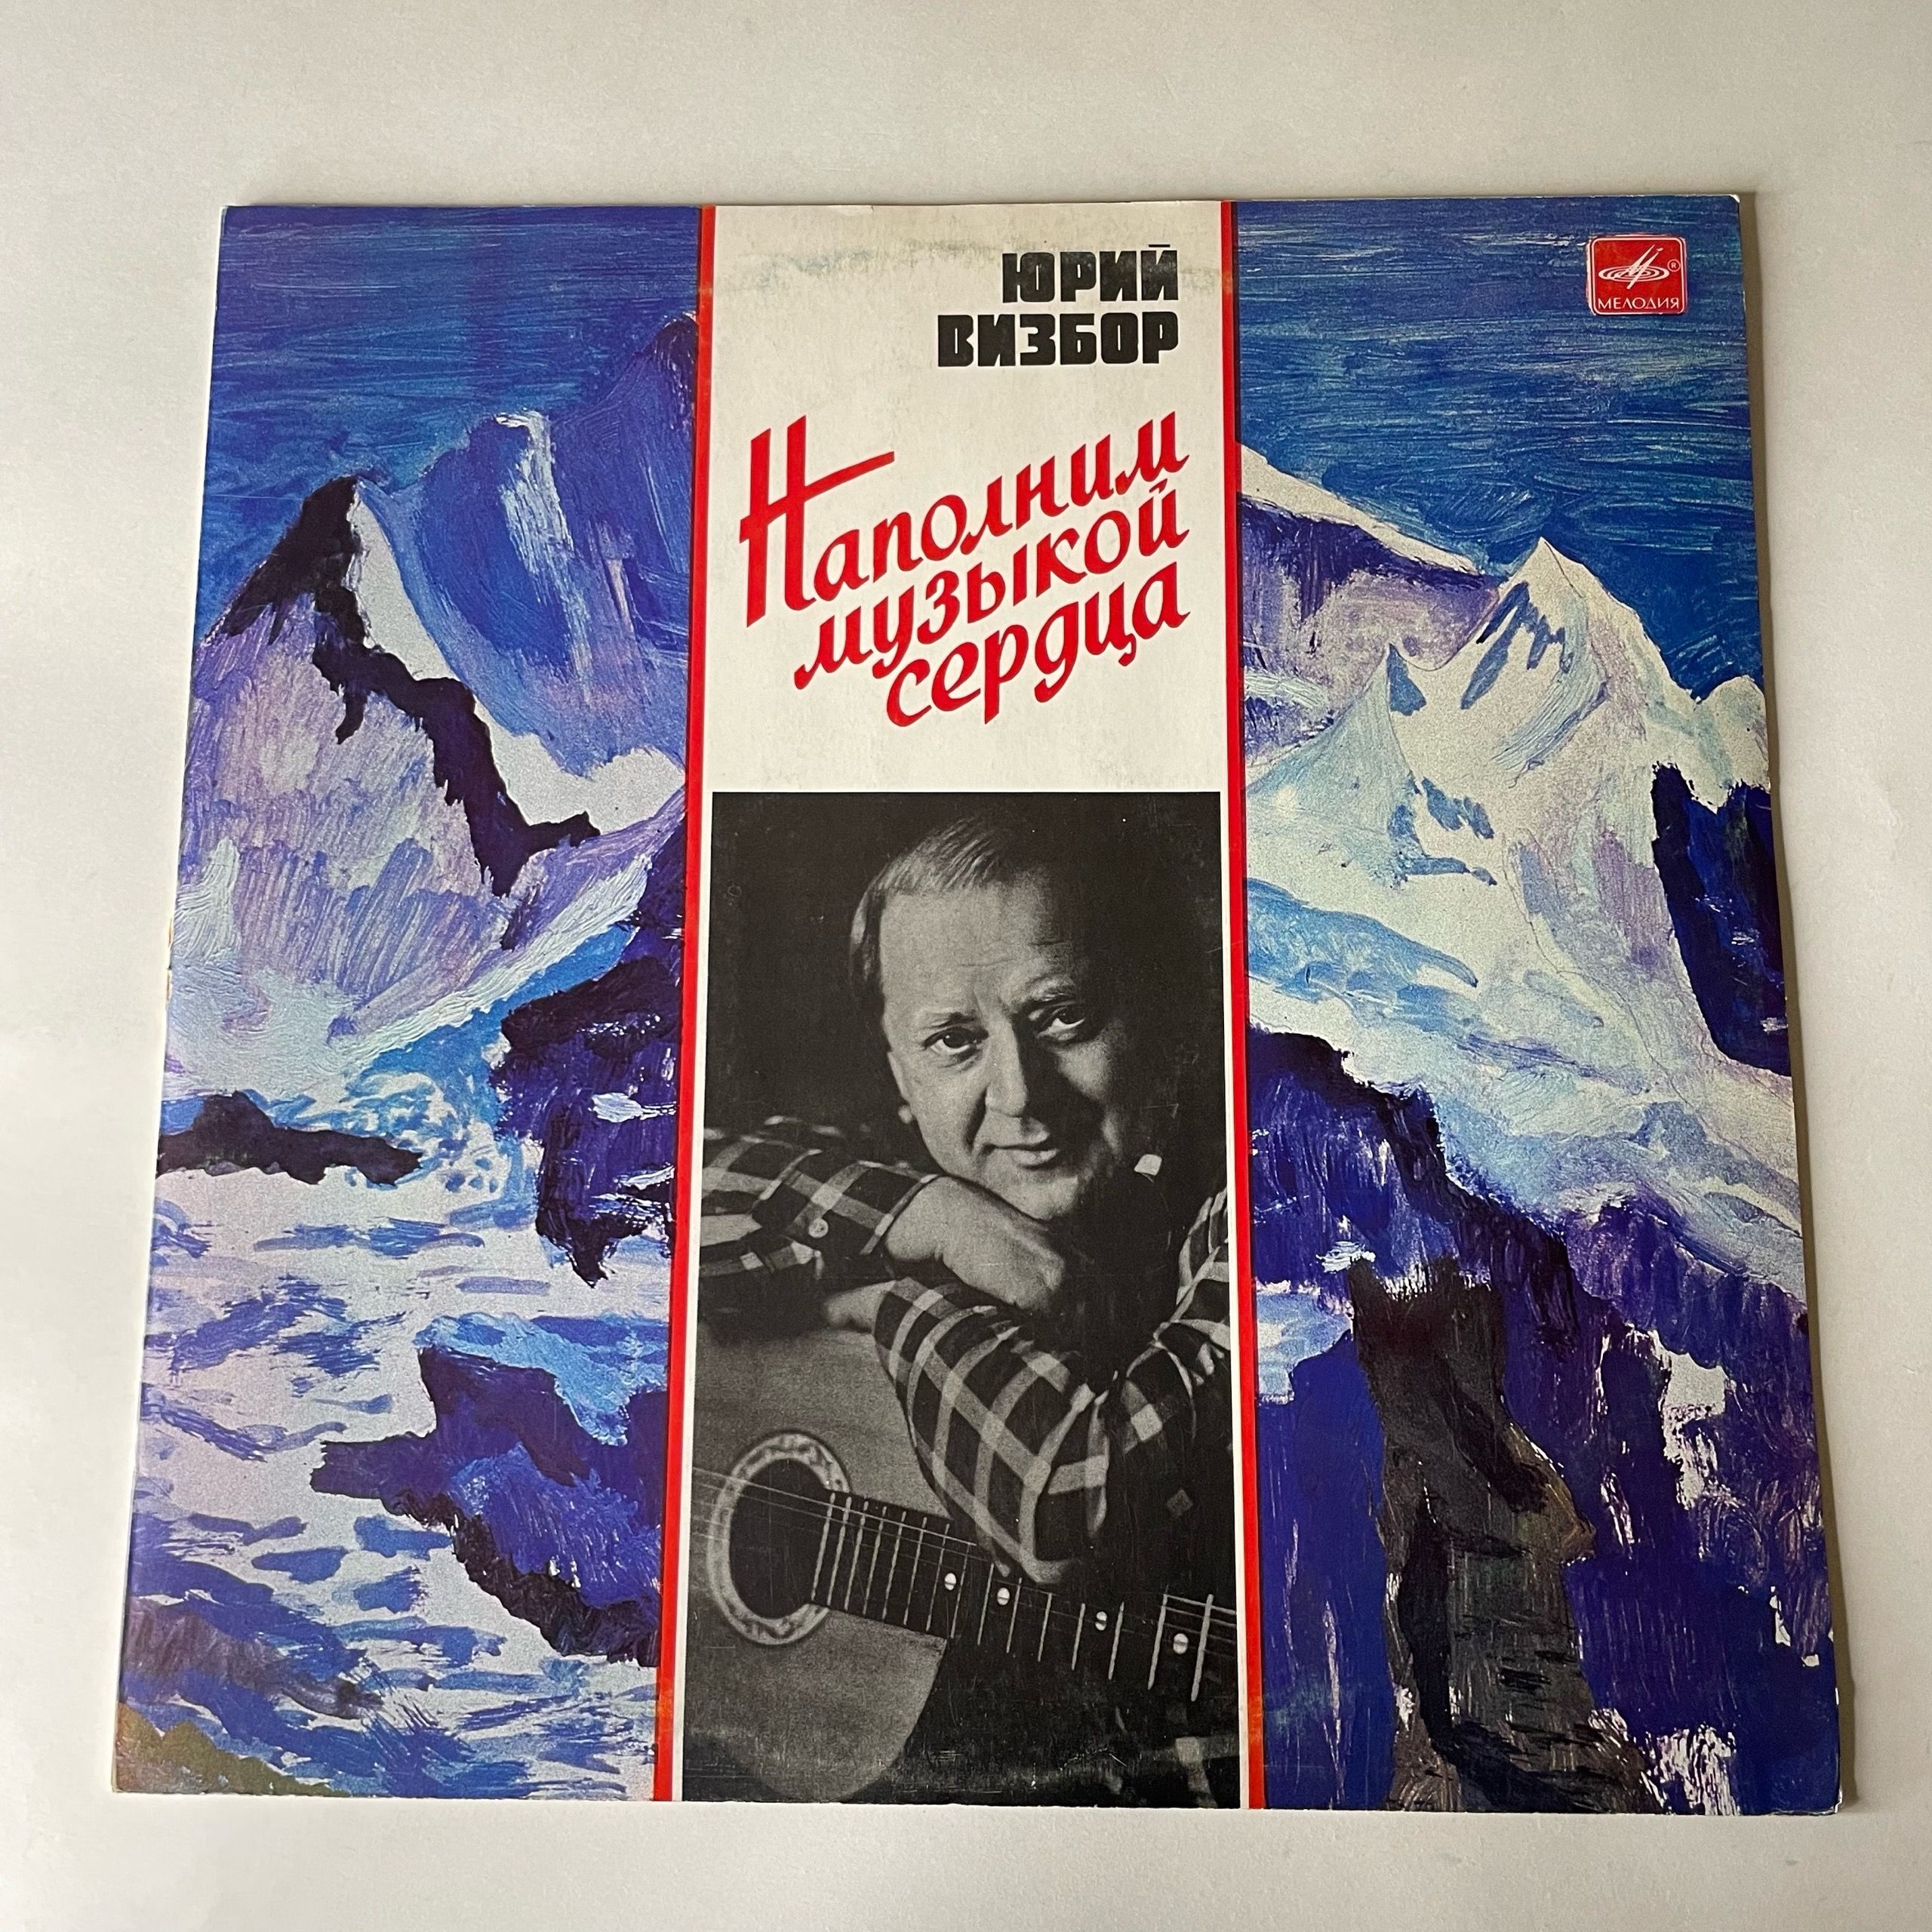 ЮРИЙ
ВИЗБОР
Наполним
музыкой
сердца
®
МЕЛОДИЯ